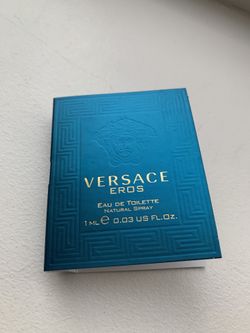 VERSACE
EROS
EAU DE TOILETTE
NATURAL SPRAY
1 ML ℮ 0.03 US FL.OZ.